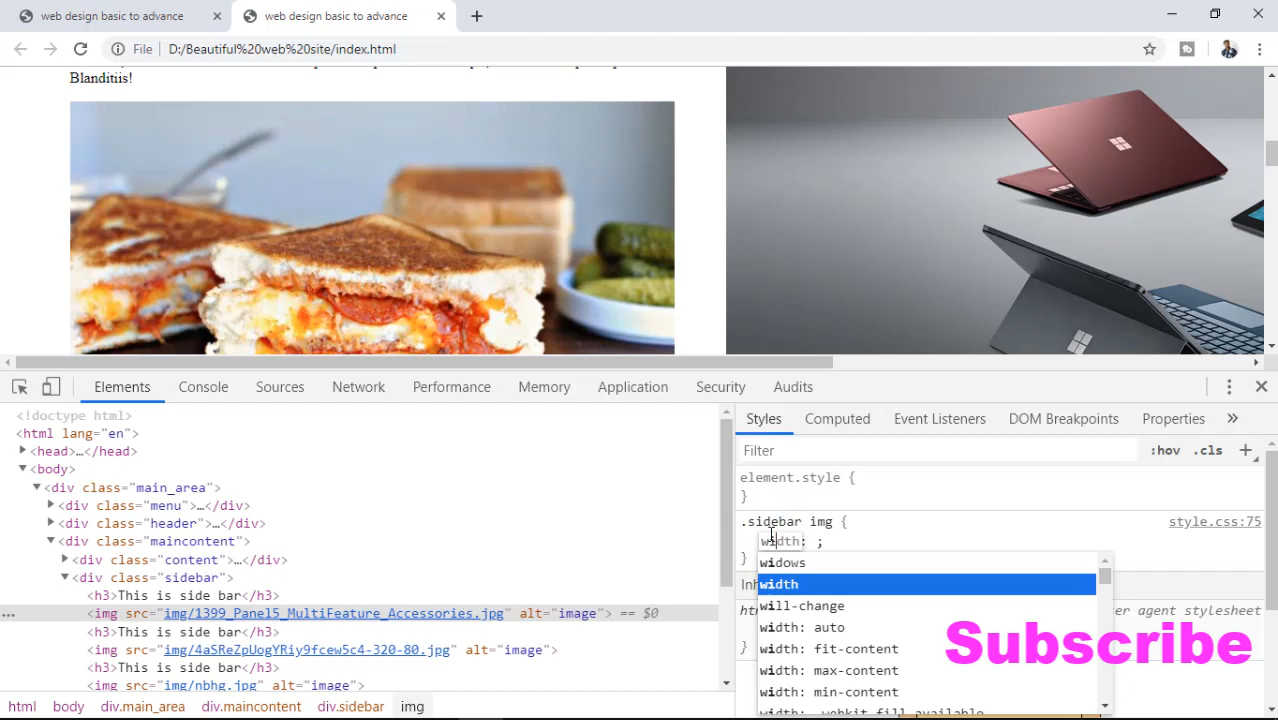 web design basic to advance
web design basic to advance
File D:/Beautiful%20web%20site/index.html
Blanditiis!
Elements Console Sources Network Performance Memory Application Security Audits
<!doctype html>
<html lang="en">
<head>…</head>
<body>
<div class="main_area">
<div class="menu">…</div>
<div class="header">…</div>
<div class="maincontent">
<div class="content">…</div>
<div class="sidebar">
<h3>This is side bar</h3>
… <img src="img/1399_Panel5_MultiFeature_Accessories.jpg" alt="image"> == $0
<h3>This is side bar</h3>
<img src="img/4aSReZpUogYRiy9fcew5c4-320-80.jpg" alt="image">
<h3>This is side bar</h3>
<img src="img/nbhg.jpg" alt="image">
html body div.main_area div.maincontent div.sidebar img
Styles Computed Event Listeners DOM Breakpoints Properties
Filter :hov .cls
element.style {
}
.sidebar img { style.css:75
width: ;
}
widows
width
will-change
width: auto
width: fit-content
width: max-content
width: min-content
agent stylesheet
}
Subscribe